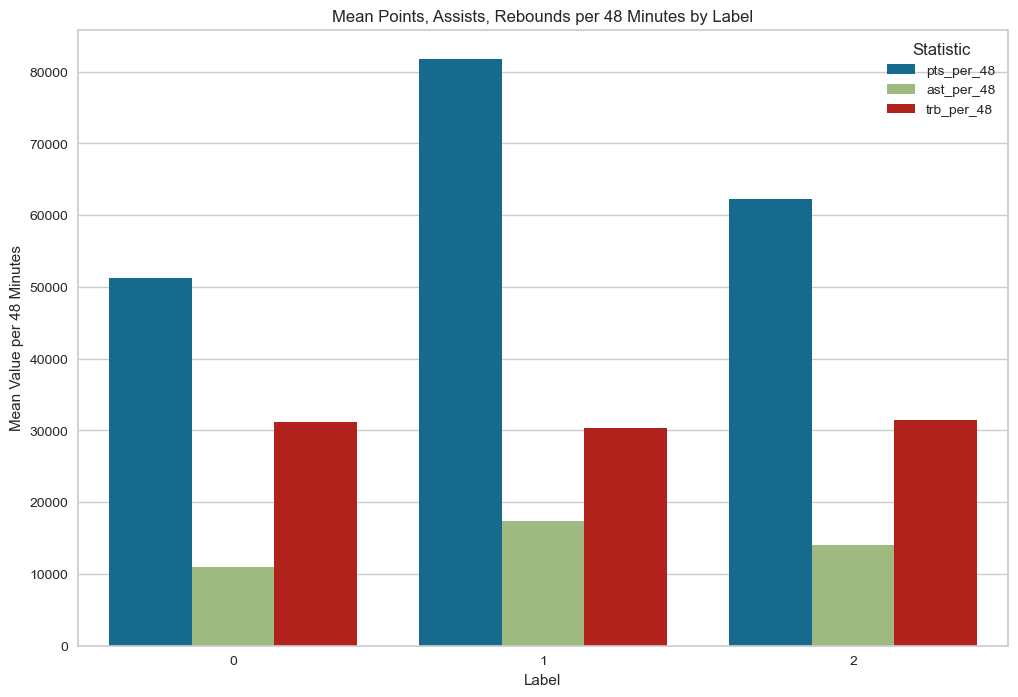 Mean Points, Assists, Rebounds per 48 Minutes by Label
Statistic
pts_per_48
ast_per_48
trb_per_48
Mean Value per 48 Minutes
80000
70000
60000
50000
40000
30000
20000
10000
0
0
1
2
Label